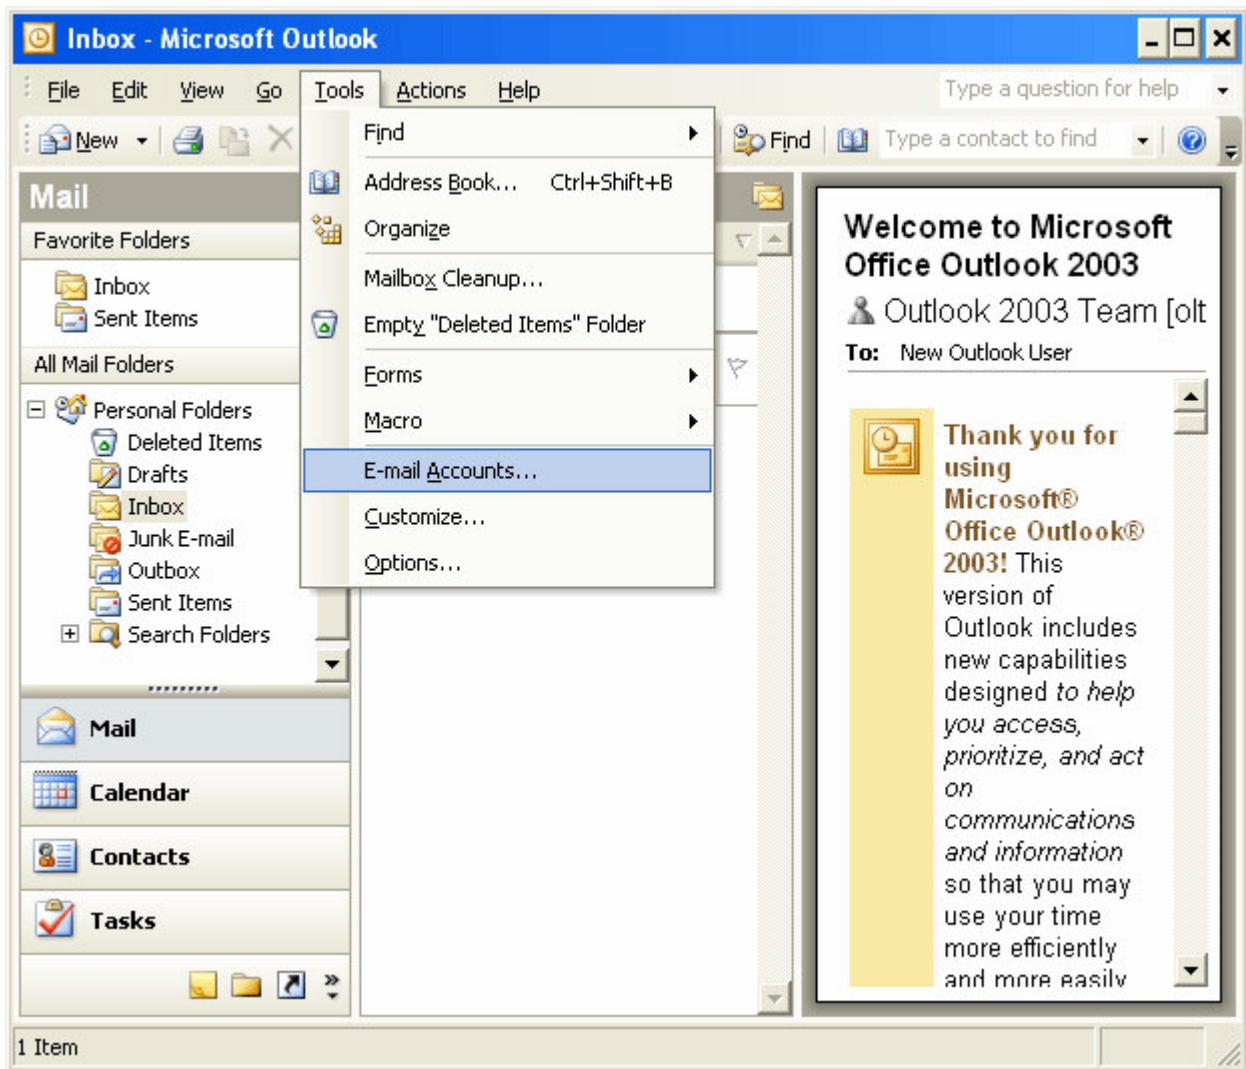 Inbox - Microsoft Outlook
File Edit View Go Tools Actions Help Type a question for help
New Find Type a contact to find
Mail
Favorite Folders
Inbox
Sent Items
All Mail Folders
Personal Folders
Deleted Items
Drafts
Inbox
Junk E-mail
Outbox
Sent Items
Search Folders
Mail
Calendar
Contacts
Tasks
Find
Address Book... Ctrl+Shift+B
Organize
Mailbox Cleanup...
Empty "Deleted Items" Folder
Forms
Macro
E-mail Accounts...
Customize...
Options...
Welcome to Microsoft
Office Outlook 2003
Outlook 2003 Team [olt
To: New Outlook User
Thank you for
using
Microsoft®
Office Outlook®
2003! This
version of
Outlook includes
new capabilities
designed to help
you access,
prioritize, and act
on
communications
and information
so that you may
use your time
more efficiently
and more easily
1 Item